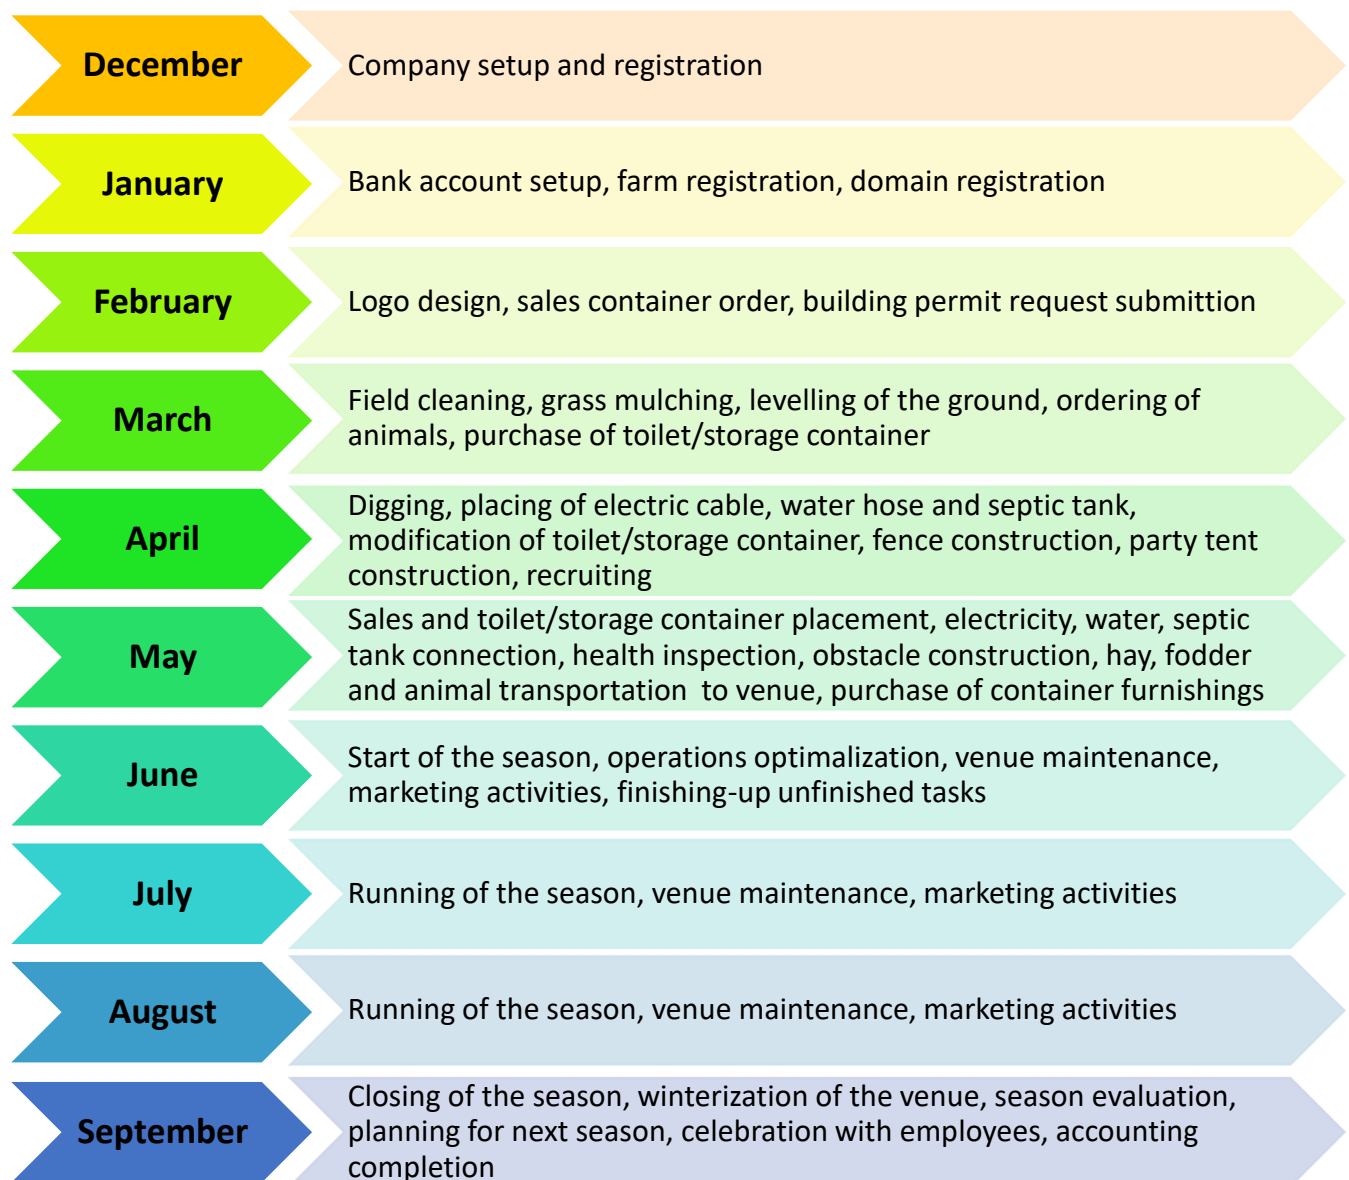 December
Company setup and registration
January
Bank account setup, farm registration, domain registration
February
Logo design, sales container order, building permit request submittion
March
Field cleaning, grass mulching, levelling of the ground, ordering of
animals, purchase of toilet/storage container
April
Digging, placing of electric cable, water hose and septic tank,
modification of toilet/storage container, fence construction, party tent
construction, recruiting
May
Sales and toilet/storage container placement, electricity, water, septic
tank connection, health inspection, obstacle construction, hay, fodder
and animal transportation  to venue, purchase of container furnishings
June
Start of the season, operations optimalization, venue maintenance,
marketing activities, finishing-up unfinished tasks
July
Running of the season, venue maintenance, marketing activities
August
Running of the season, venue maintenance, marketing activities
September
Closing of the season, winterization of the venue, season evaluation,
planning for next season, celebration with employees, accounting
completion